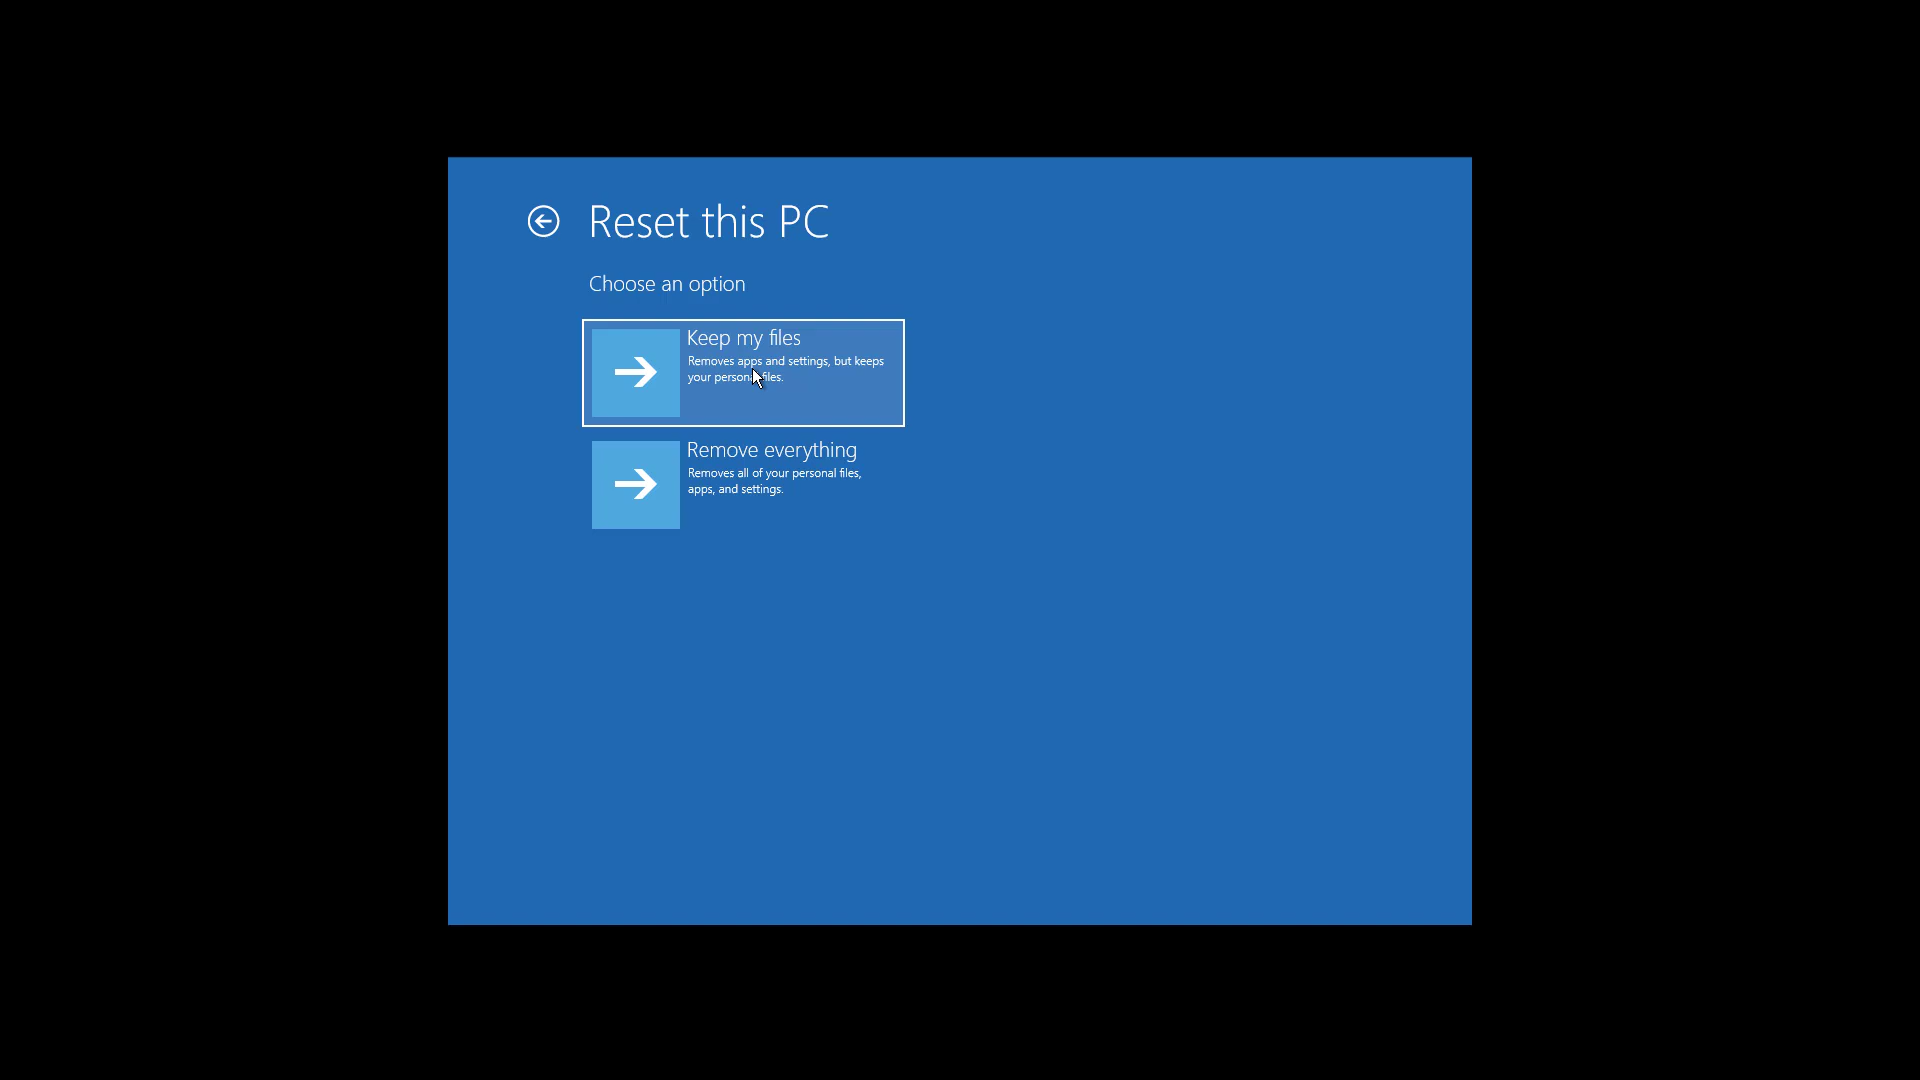 Reset this PC
Choose an option
Keep my files
Removes apps and settings, but keeps
your personal files.
Remove everything
Removes all of your personal files,
apps, and settings.